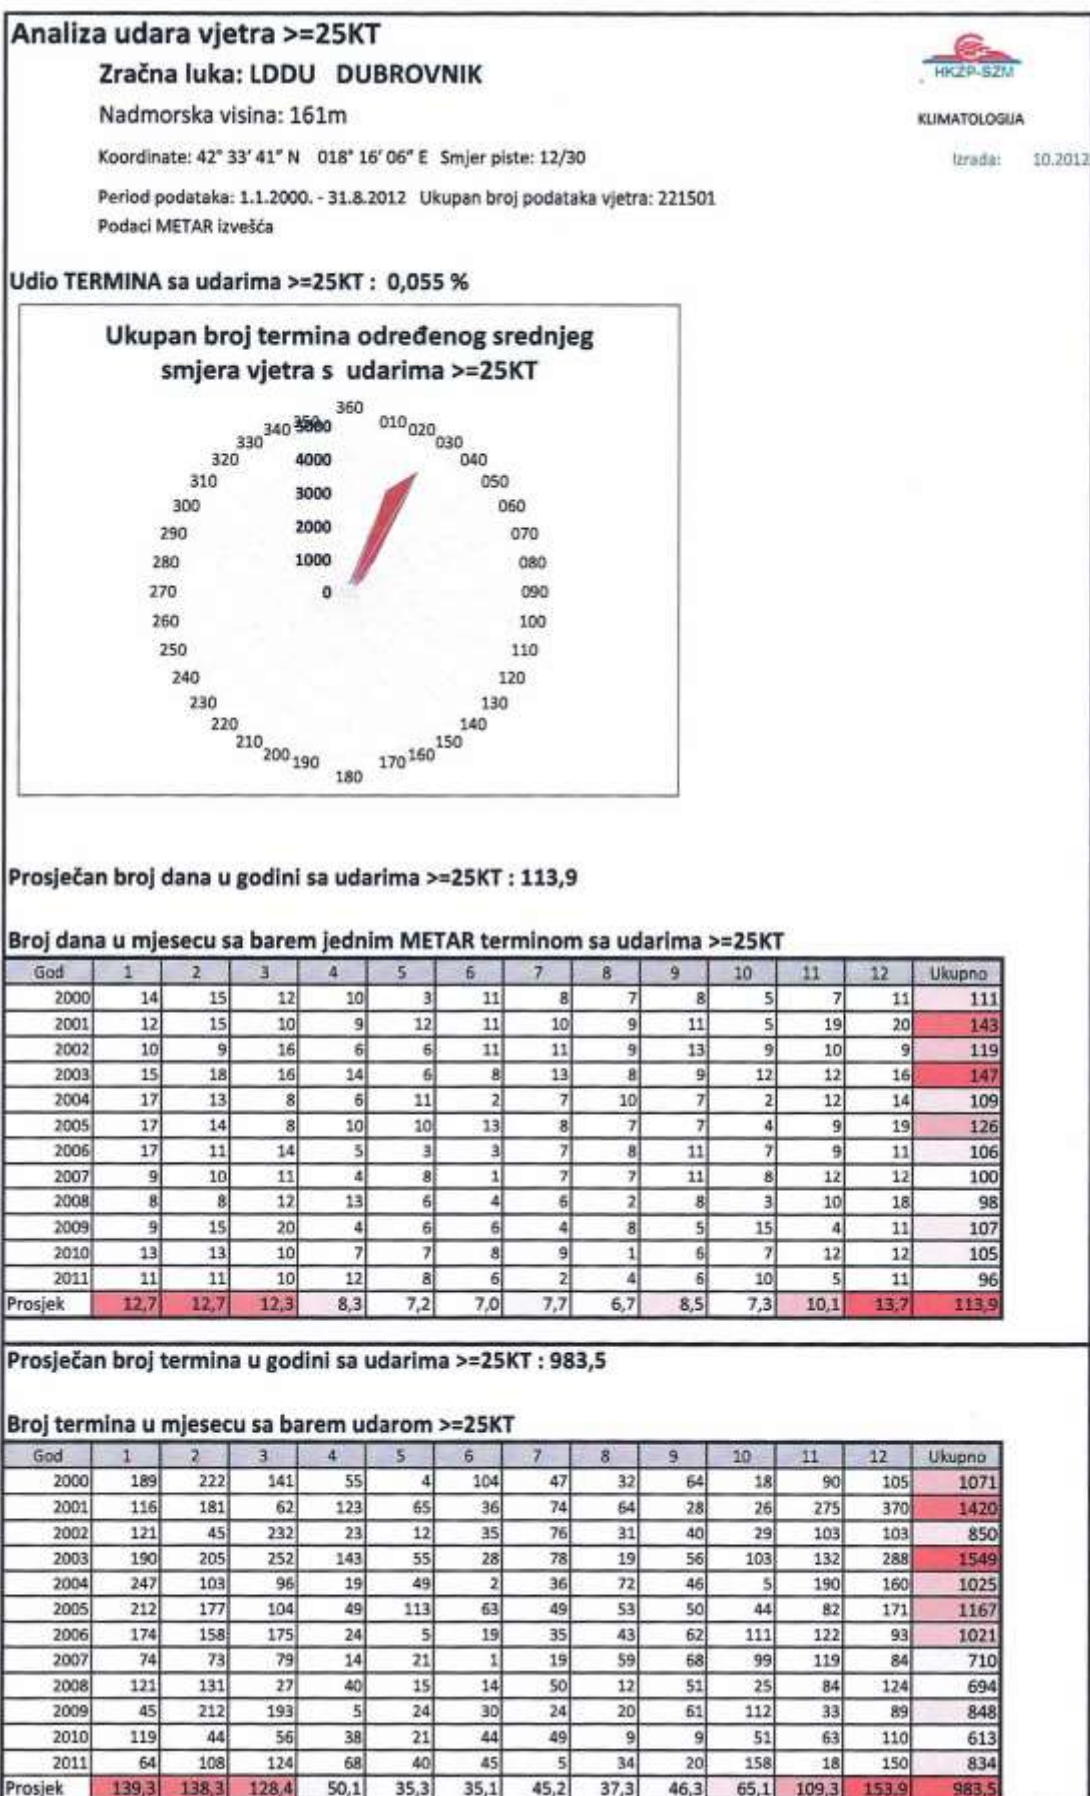 Analiza udara vjetra >=25KT
Zračna luka: LDDU DUBROVNIK
HKZP-SZM
Nadmorska visina: 161m
KLIMATOLOGIJA
Koordinate: 42° 33′ 41″ N 018° 16′ 06″ E Smjer piste: 12/30
Izrada: 10.2012
Period podataka: 1.1.2000. - 31.8.2012 Ukupan broj podataka vjetra: 221501
Podaci METAR izvešća
Udio TERMINA sa udarima >=25KT : 0,055 %
Ukupan broj termina određenog srednjeg
smjera vjetra s udarima >=25KT
360
010
020
030
040
050
060
070
080
090
100
110
120
130
140
150
160
170
180
190
200
210
220
230
240
250
260
270
280
290
300
310
320
330
340
350
5000
4000
3000
2000
1000
0
Prosječan broj dana u godini sa udarima >=25KT : 113,9
Broj dana u mjesecu sa barem jednim METAR terminom sa udarima >=25KT
God 1 2 3 4 5 6 7 8 9 10 11 12 Ukupno
2000 14 15 12 10 3 11 8 7 8 5 7 11 111
2001 12 15 10 9 12 11 10 9 11 5 19 20 143
2002 10 9 16 6 6 11 11 9 13 9 10 9 119
2003 15 18 16 14 6 8 13 8 9 12 12 16 147
2004 17 13 8 6 11 2 7 10 7 2 12 14 109
2005 17 14 8 10 10 13 8 7 7 4 9 19 126
2006 17 11 14 5 3 3 7 8 11 7 9 11 106
2007 9 10 11 4 8 1 7 7 11 8 12 12 100
2008 8 8 12 13 6 4 6 2 8 3 10 18 98
2009 9 15 20 4 6 6 4 8 5 15 4 11 107
2010 13 13 10 7 7 8 9 1 6 7 12 12 105
2011 11 11 10 12 8 6 2 4 6 10 5 11 96
Prosjek 12,7 12,7 12,3 8,3 7,2 7,0 7,7 6,7 8,5 7,3 10,1 13,7 113,9
Prosječan broj termina u godini sa udarima >=25KT : 983,5
Broj termina u mjesecu sa barem udarom >=25KT
God 1 2 3 4 5 6 7 8 9 10 11 12 Ukupno
2000 189 222 141 55 4 104 47 32 64 18 90 105 1071
2001 116 181 62 123 65 36 74 64 28 26 275 370 1420
2002 121 45 232 23 12 35 76 31 40 29 103 103 850
2003 190 205 252 143 55 28 78 19 56 103 132 288 1549
2004 247 103 96 19 49 2 36 72 46 5 190 160 1025
2005 212 177 104 49 113 63 49 53 50 44 82 171 1167
2006 174 158 175 24 5 19 35 43 62 111 122 93 1021
2007 74 73 79 14 21 1 19 59 68 99 119 84 710
2008 121 131 27 40 15 14 50 12 51 25 84 124 694
2009 45 212 193 5 24 30 24 20 61 112 33 89 848
2010 119 44 56 38 21 44 49 9 9 51 63 110 613
2011 64 108 124 68 40 45 5 34 20 158 18 150 834
Prosjek 139,3 138,3 128,4 50,1 35,3 35,1 45,2 37,3 46,3 65,1 109,3 153,9 983,5